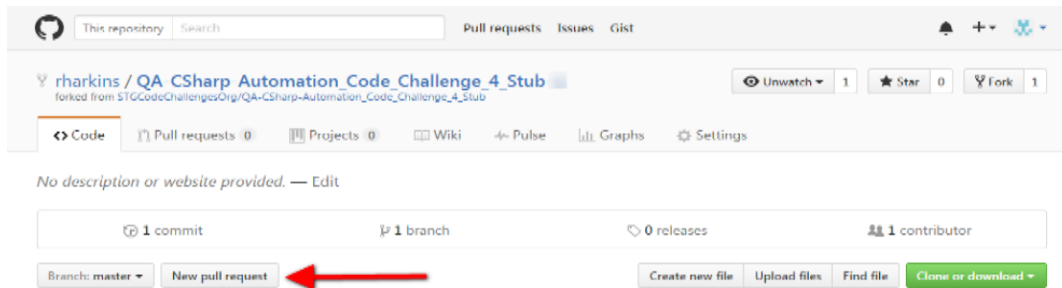 This repository Search Pull requests Issues Gist
rharkins / QA_CSharp_Automation_Code_Challenge_4_Stub
forked from STGCodeChallengesOrg/QA-CSharp-Automation_Code_Challenge_4_Stub
Unwatch 1 Star 0 Fork 1
Code Pull requests 0 Projects 0 Wiki Pulse Graphs Settings
No description or website provided. — Edit
1 commit 1 branch 0 releases 1 contributor
Branch: master New pull request Create new file Upload files Find file Clone or download